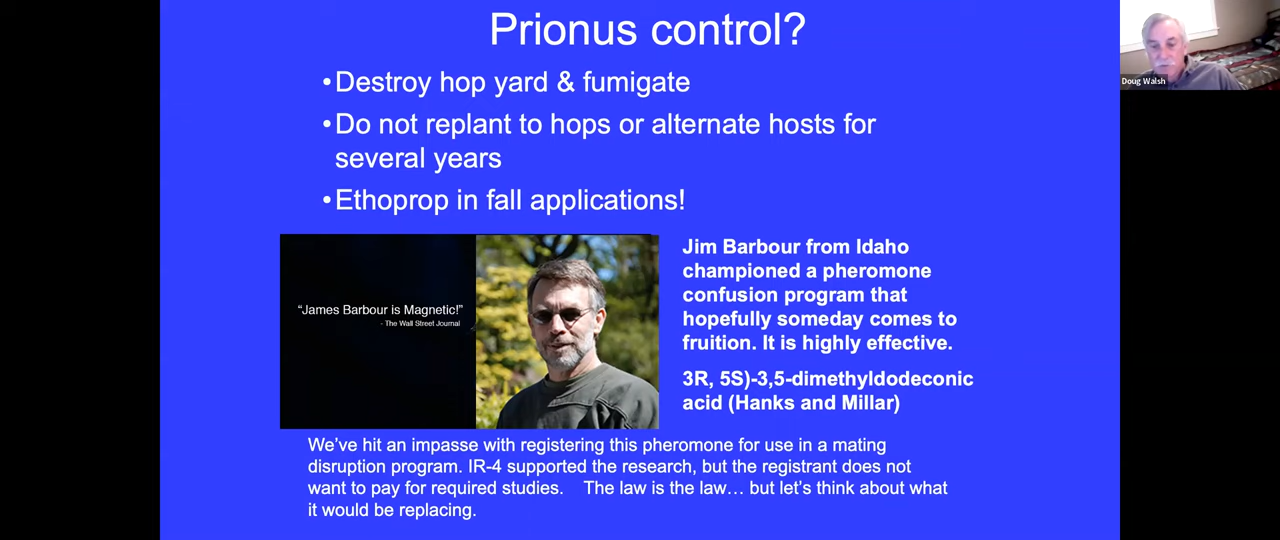 Prionus control?
•Destroy hop yard & fumigate
•Do not replant to hops or alternate hosts for
several years
•Ethoprop in fall applications!
“James Barbour is Magnetic!”
- The Wall Street Journal
Jim Barbour from Idaho
championed a pheromone
confusion program that
hopefully someday comes to
fruition. It is highly effective.
3R, 5S)-3,5-dimethyldodeconic
acid (Hanks and Millar)
We’ve hit an impasse with registering this pheromone for use in a mating
disruption program. IR-4 supported the research, but the registrant does not
want to pay for required studies. The law is the law… but let’s think about what
it would be replacing.
Doug Walsh